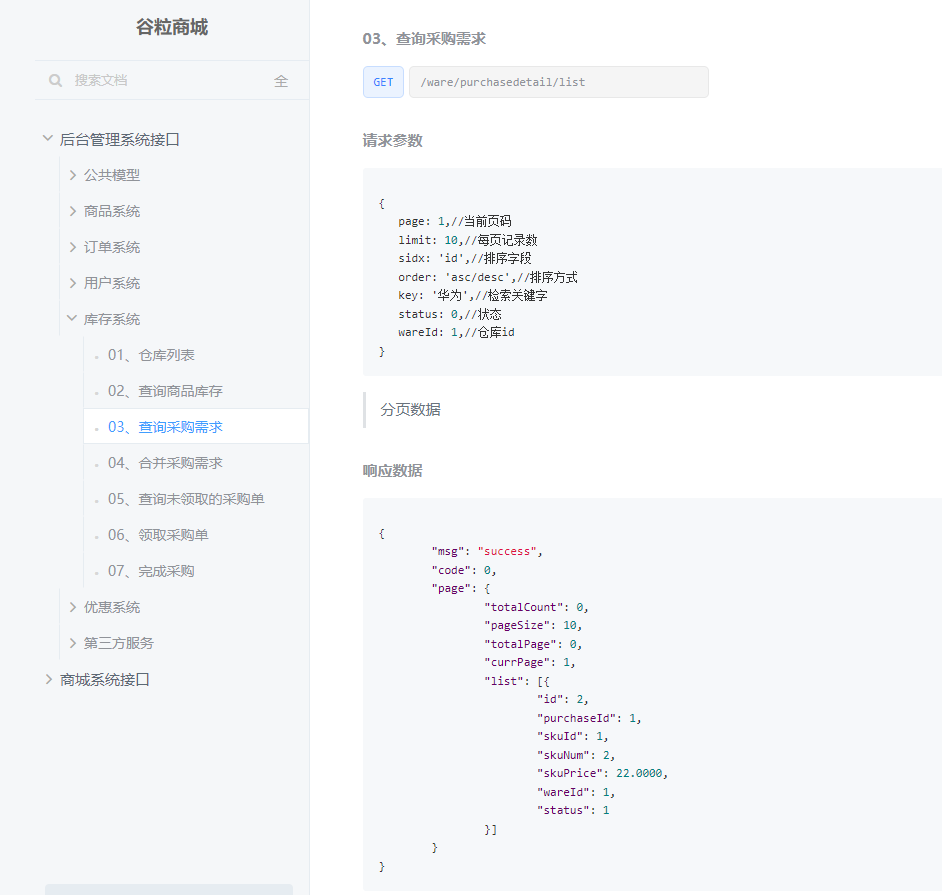 谷粒商城
搜索文档
全
后台管理系统接口
公共模型
商品系统
订单系统
用户系统
库存系统
01、仓库列表
02、查询商品库存
03、查询采购需求
04、合并采购需求
05、查询未领取的采购单
06、领取采购单
07、完成采购
优惠系统
第三方服务
商城系统接口
03、查询采购需求
GET /ware/purchasedetail/list
请求参数
{
page: 1,//当前页码
limit: 10,//每页记录数
sidx: 'id',//排序字段
order: 'asc/desc',//排序方式
key: '华为',//检索关键字
status: 0,//状态
wareId: 1,//仓库id
}
分页数据
响应数据
{
"msg": "success",
"code": 0,
"page": {
"totalCount": 0,
"pageSize": 10,
"totalPage": 0,
"currPage": 1,
"list": [{
"id": 2,
"purchaseId": 1,
"skuId": 1,
"skuNum": 2,
"skuPrice": 22.0000,
"wareId": 1,
"status": 1
}]
}
}